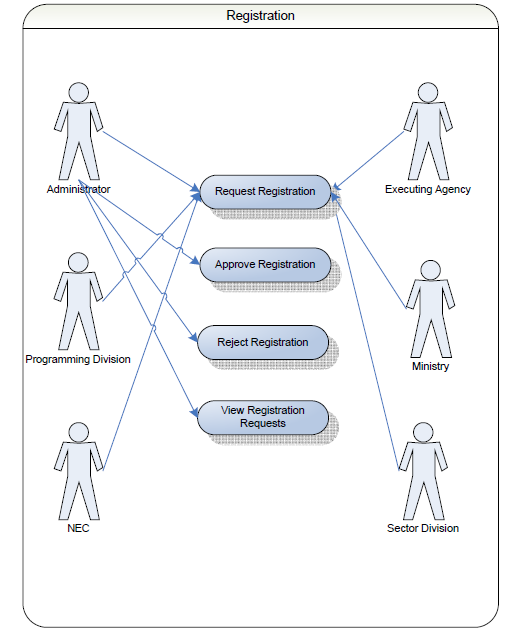 Registration
Administrator
Request Registration
Executing Agency
Approve Registration
Programming Division
Reject Registration
Ministry
View Registration
Requests
NEC
Sector Division